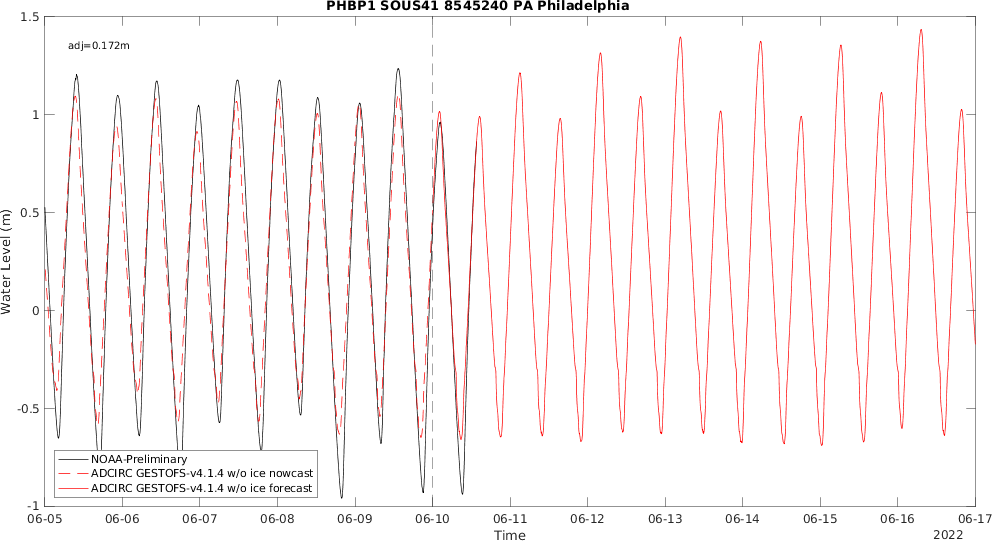 PHBP1 SOUS41 8545240 PA Philadelphia
1.5
adj=0.172m
1
0.5
0
-0.5
-1
Water Level (m)
NOAA-Preliminary
ADCIRC GESTOFS-v4.1.4 w/o ice nowcast
ADCIRC GESTOFS-v4.1.4 w/o ice forecast
06-05 06-06 06-07 06-08 06-09 06-10 06-11 06-12 06-13 06-14 06-15 06-16 06-17
Time
2022